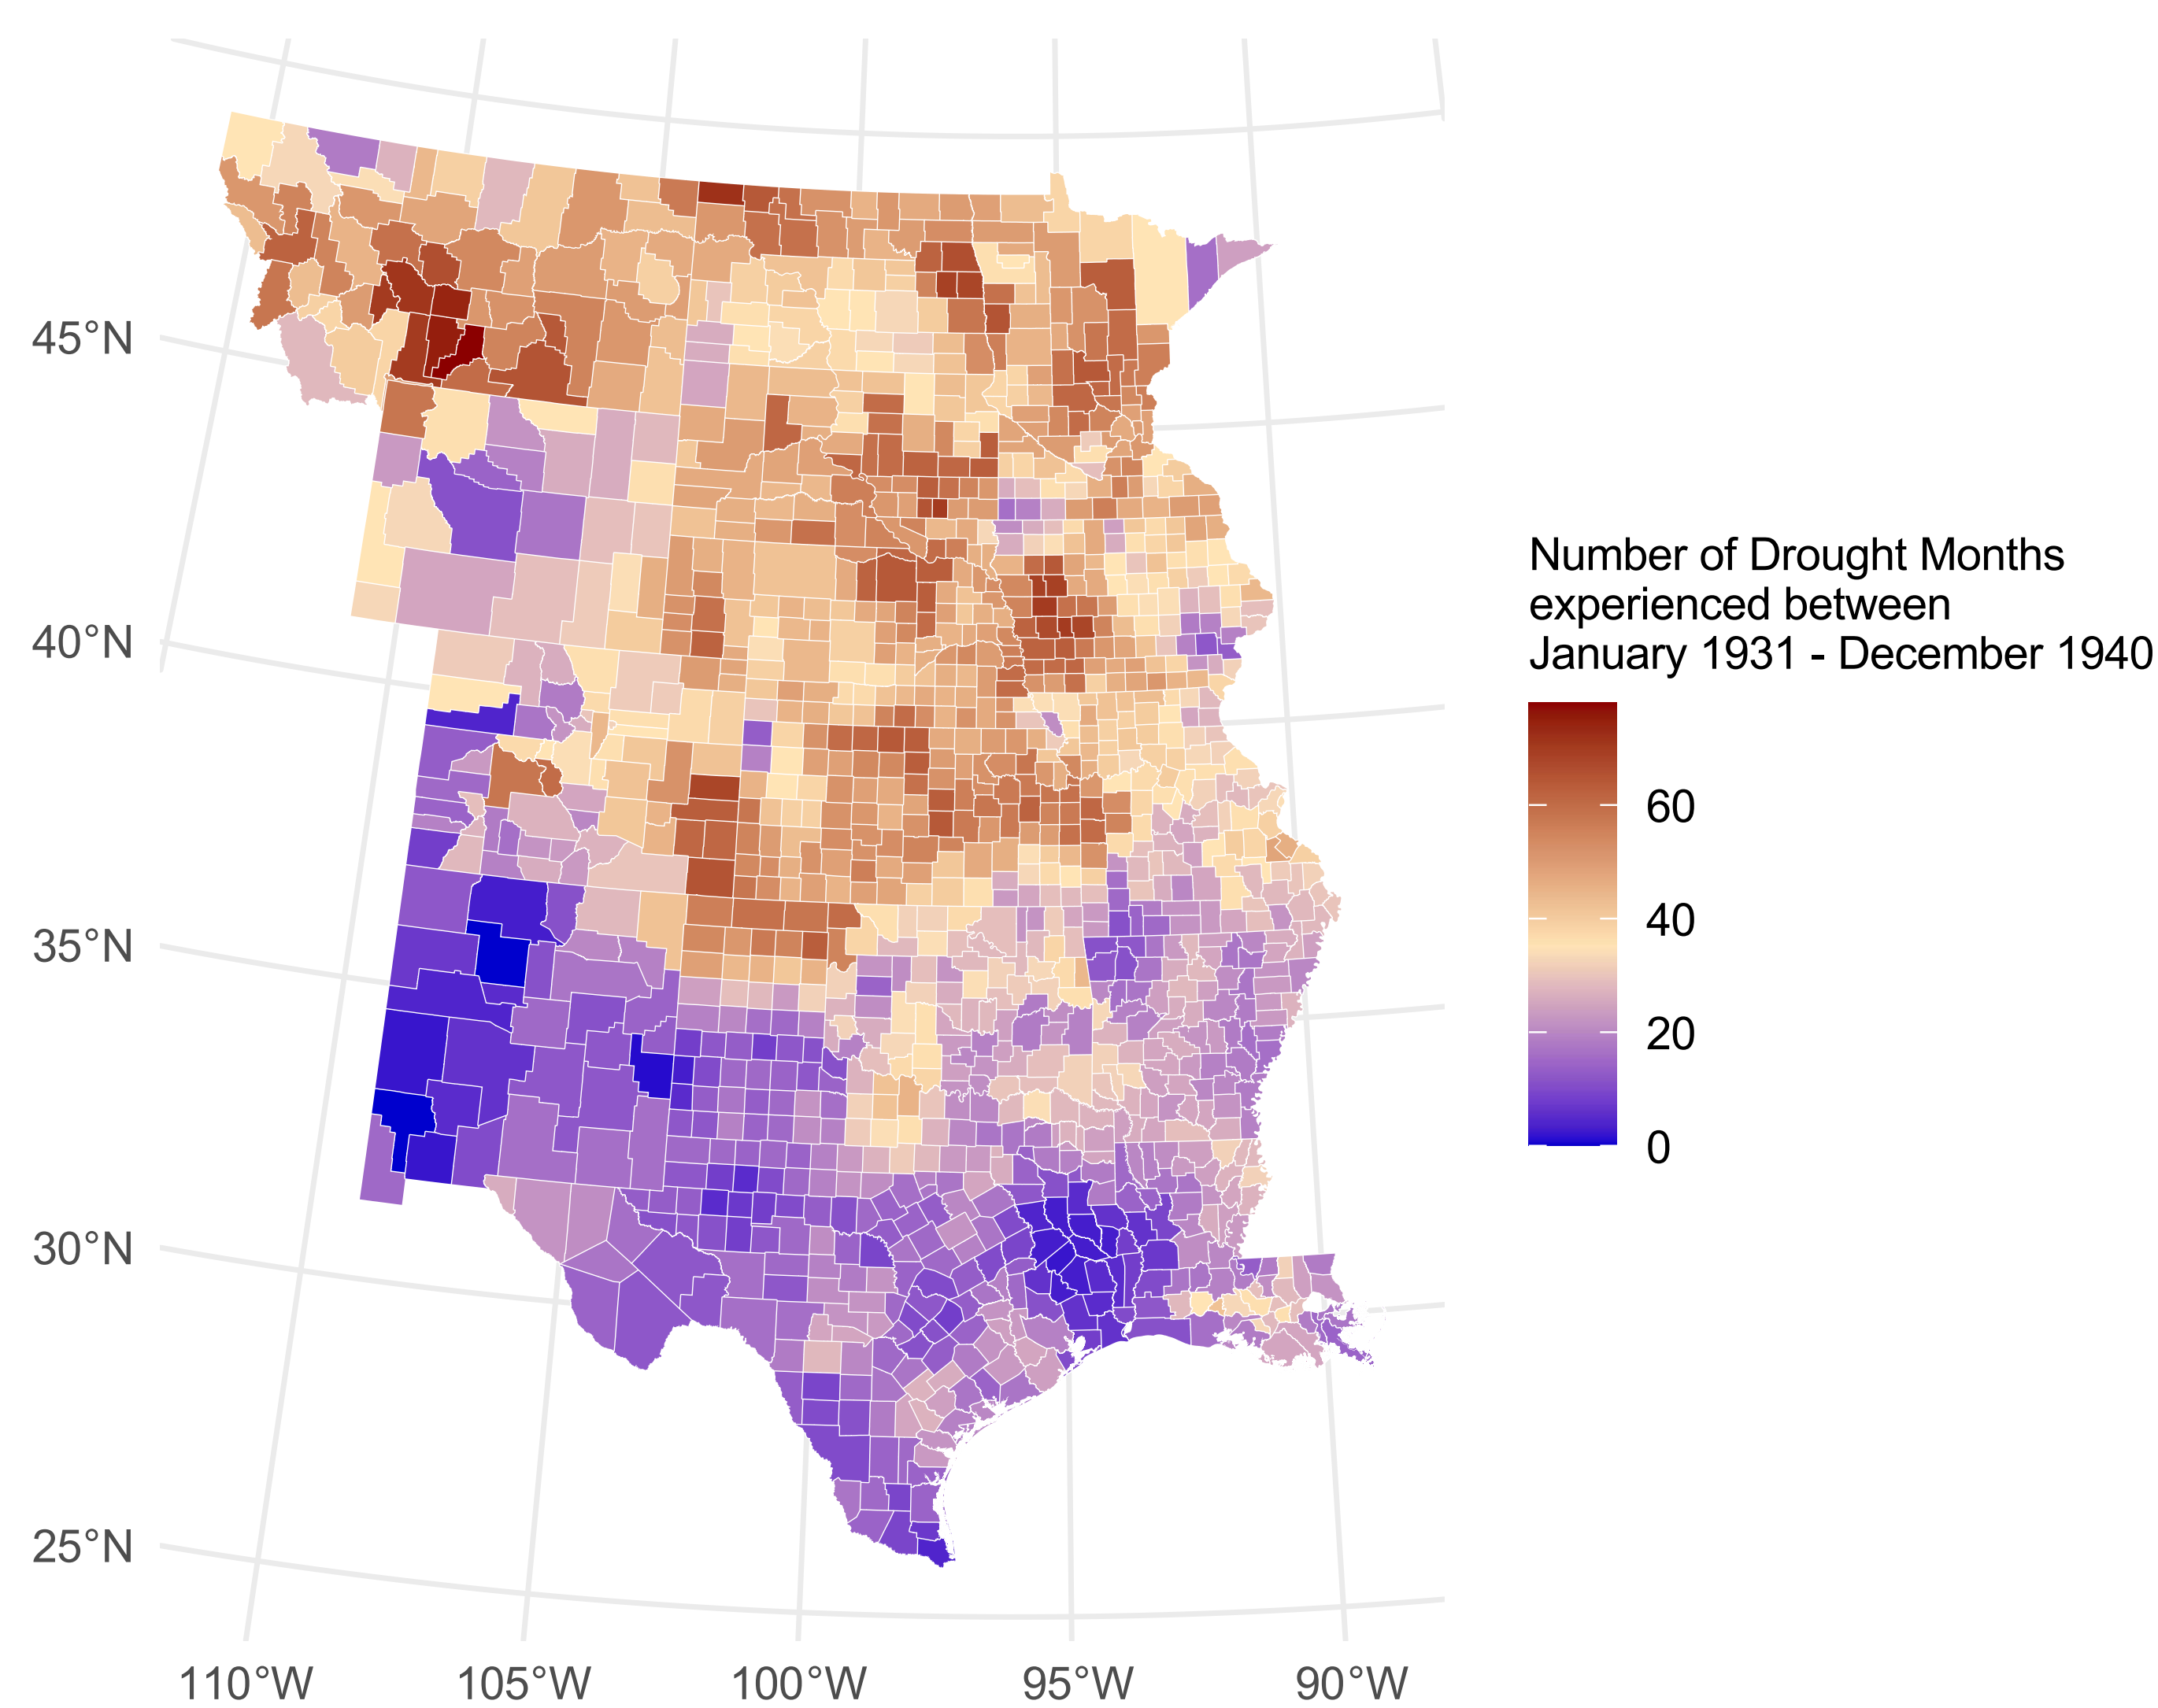 45°N
40°N
35°N
30°N
25°N
110°W
105°W
100°W
95°W
90°W
Number of Drought Months
experienced between
January 1931 - December 1940
60
40
20
0